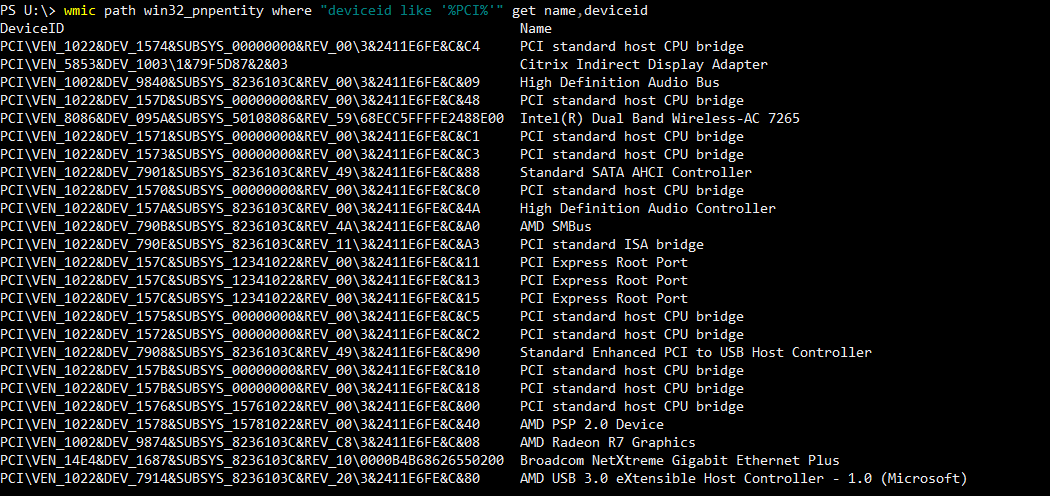 PS U:\> wmic path win32_pnpentity where "deviceid like '%PCI%'" get name,deviceid
DeviceID Name
PCI\VEN_1022&DEV_1574&SUBSYS_00000000&REV_00\3&2411E6FE&C&C4 PCI standard host CPU bridge
PCI\VEN_5853&DEV_1003\1&79F5D87&2&03 Citrix Indirect Display Adapter
PCI\VEN_1002&DEV_9840&SUBSYS_8236103C&REV_00\3&2411E6FE&C&09 High Definition Audio Bus
PCI\VEN_1022&DEV_157D&SUBSYS_00000000&REV_00\3&2411E6FE&C&48 PCI standard host CPU bridge
PCI\VEN_8086&DEV_095A&SUBSYS_50108086&REV_59\68ECC5FFFFE2488E00 Intel(R) Dual Band Wireless-AC 7265
PCI\VEN_1022&DEV_1571&SUBSYS_00000000&REV_00\3&2411E6FE&C&C1 PCI standard host CPU bridge
PCI\VEN_1022&DEV_1573&SUBSYS_00000000&REV_00\3&2411E6FE&C&C3 PCI standard host CPU bridge
PCI\VEN_1022&DEV_7901&SUBSYS_8236103C&REV_49\3&2411E6FE&C&88 Standard SATA AHCI Controller
PCI\VEN_1022&DEV_1570&SUBSYS_00000000&REV_00\3&2411E6FE&C&C0 PCI standard host CPU bridge
PCI\VEN_1022&DEV_157A&SUBSYS_8236103C&REV_00\3&2411E6FE&C&4A High Definition Audio Controller
PCI\VEN_1022&DEV_790B&SUBSYS_8236103C&REV_4A\3&2411E6FE&C&A0 AMD SMBus
PCI\VEN_1022&DEV_790E&SUBSYS_8236103C&REV_11\3&2411E6FE&C&A3 PCI standard ISA bridge
PCI\VEN_1022&DEV_157C&SUBSYS_12341022&REV_00\3&2411E6FE&C&11 PCI Express Root Port
PCI\VEN_1022&DEV_157C&SUBSYS_12341022&REV_00\3&2411E6FE&C&13 PCI Express Root Port
PCI\VEN_1022&DEV_157C&SUBSYS_12341022&REV_00\3&2411E6FE&C&15 PCI Express Root Port
PCI\VEN_1022&DEV_1575&SUBSYS_00000000&REV_00\3&2411E6FE&C&C5 PCI standard host CPU bridge
PCI\VEN_1022&DEV_1572&SUBSYS_00000000&REV_00\3&2411E6FE&C&C2 PCI standard host CPU bridge
PCI\VEN_1022&DEV_7908&SUBSYS_8236103C&REV_49\3&2411E6FE&C&90 Standard Enhanced PCI to USB Host Controller
PCI\VEN_1022&DEV_157B&SUBSYS_00000000&REV_00\3&2411E6FE&C&10 PCI standard host CPU bridge
PCI\VEN_1022&DEV_157B&SUBSYS_00000000&REV_00\3&2411E6FE&C&18 PCI standard host CPU bridge
PCI\VEN_1022&DEV_1576&SUBSYS_15761022&REV_00\3&2411E6FE&C&00 PCI standard host CPU bridge
PCI\VEN_1022&DEV_1578&SUBSYS_15781022&REV_00\3&2411E6FE&C&40 AMD PSP 2.0 Device
PCI\VEN_1002&DEV_9874&SUBSYS_8236103C&REV_C8\3&2411E6FE&C&08 AMD Radeon R7 Graphics
PCI\VEN_14E4&DEV_1687&SUBSYS_8236103C&REV_10\0000B4B68626550200 Broadcom NetXtreme Gigabit Ethernet Plus
PCI\VEN_1022&DEV_7914&SUBSYS_8236103C&REV_20\3&2411E6FE&C&80 AMD USB 3.0 eXtensible Host Controller - 1.0 (Microsoft)